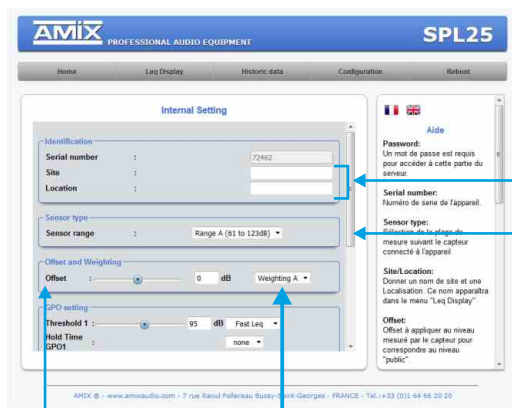 AMIX PROFESSIONAL AUDIO EQUIPMENT
SPL25
Home Leq Display Historic data Configuration Reboot
Internal Setting
Identification
Serial number : 72462
Site :
Location :
Sensor type
Sensor range : Range A (61 to 123dB)
Offset and Weighting
Offset : 0 dB Weighting A
GPO setting
Threshold 1 : 95 dB Fast Leq
Hold Time
GPO1 : none
Aide
Password:
Un mot de passe est requis
pour accéder à cette partie du
serveur.
Serial number:
Numéro de serie de l'appareil.
Sensor type:
Sélection de la plage de
mesure suivant le capteur
connecté à l'appareil
Site/Location:
Donner un nom de site et une
Localisation. Ce nom apparaîtra
dans le menu "Leq Display"
Offset:
Offset à appliquer au niveau
mesuré par le capteur pour
correspondre au niveau
"public".
AMIX ® - www.amixaudio.com - 7 rue Raoul Follereau Bussy-Saint-Georges - FRANCE - Tel.:+33 (0)1 64 66 20 20